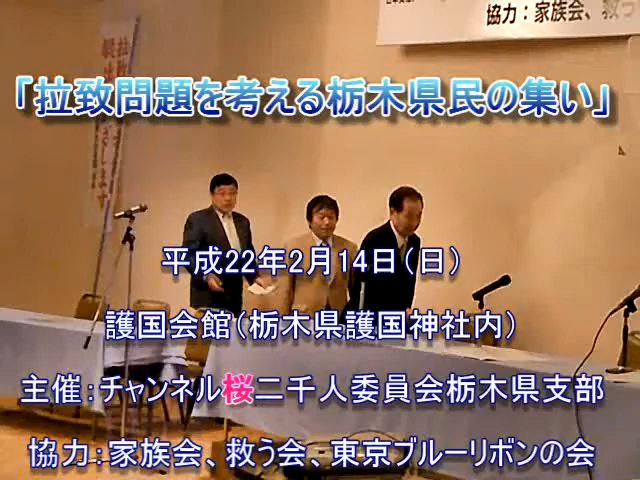 協力：家族会、救う
「拉致問題を考える栃木県民の集い」
平成22年2月14日（日）
護国会館（栃木県護国神社内）
主催：チャンネル桜二千人委員会栃木県支部
協力：家族会、救う会、東京ブルーリボンの会